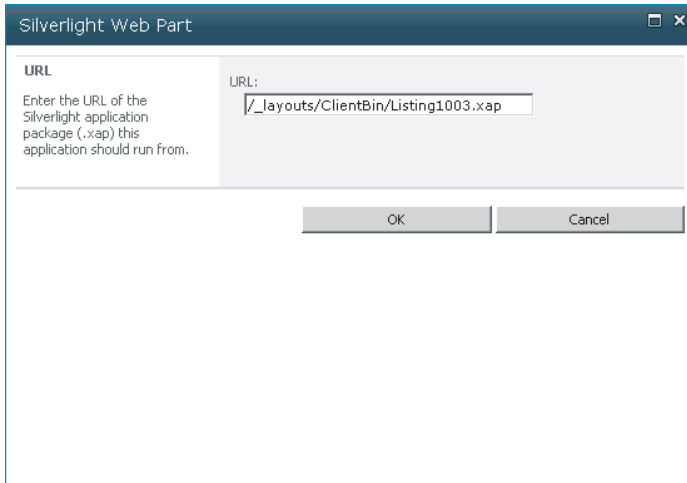 Silverlight Web Part
URL
Enter the URL of the
Silverlight application
package (.xap) this
application should run from.
URL:
/_layouts/ClientBin/Listing1003.xap
OK
Cancel